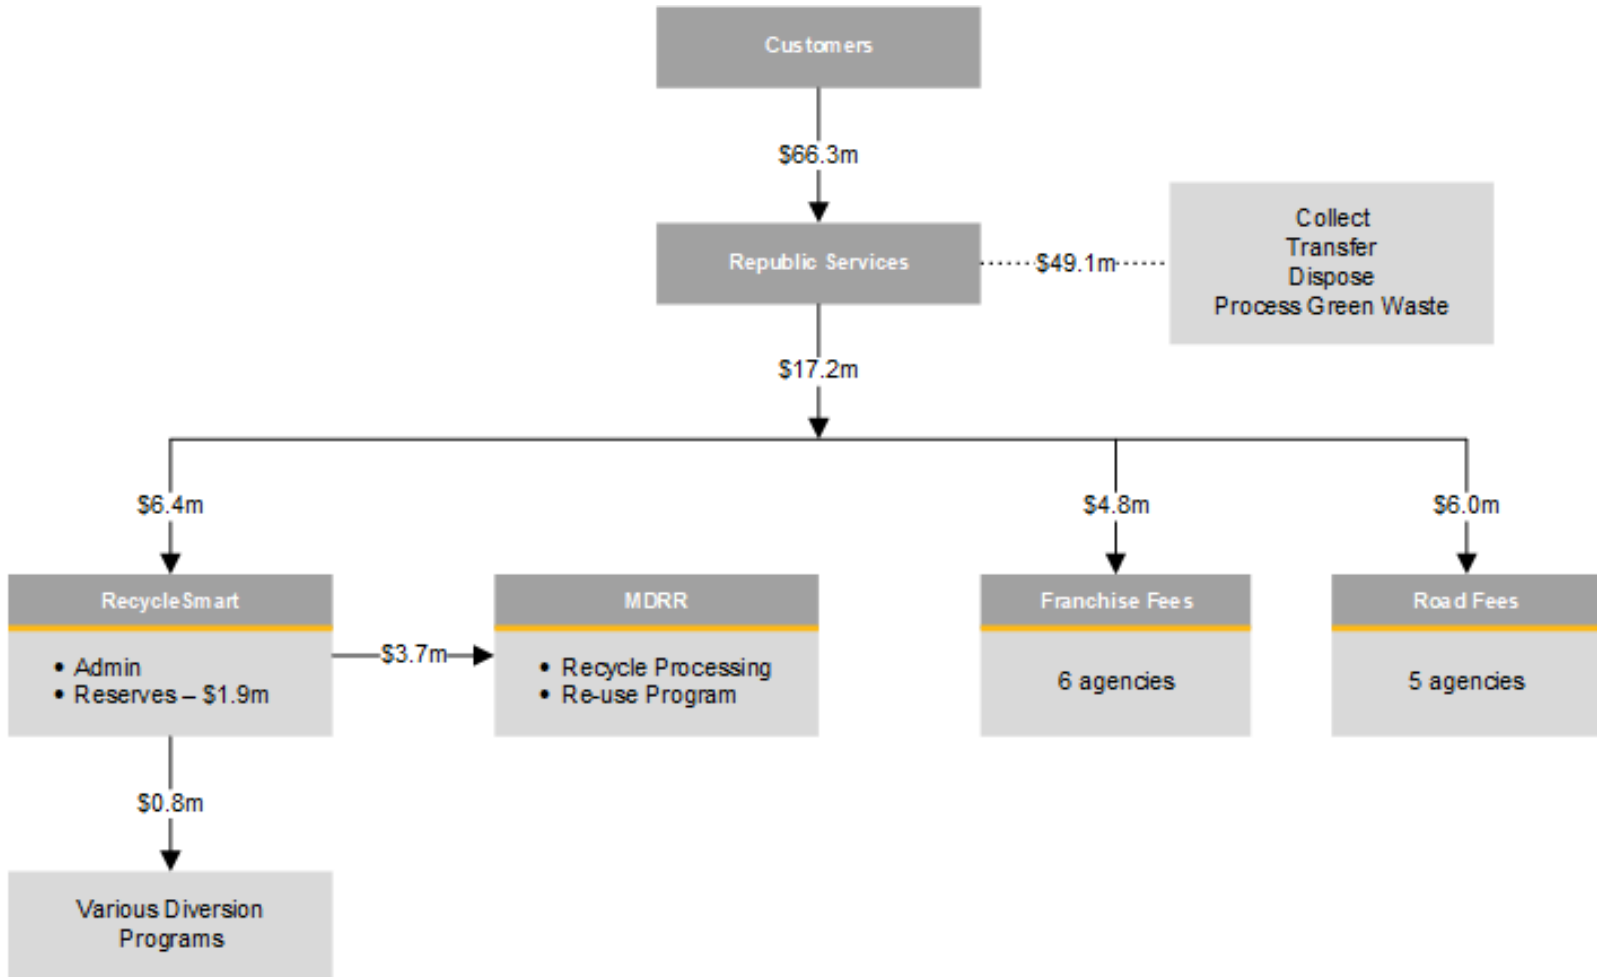 Customers
$66.3m
Republic Services
$49.1m
Collect
Transfer
Dispose
Process Green Waste
$17.2m
$6.4m
$4.8m
$6.0m
RecycleSmart
• Admin
• Reserves – $1.9m
$3.7m
MDRR
• Recycle Processing
• Re-use Program
Franchise Fees
6 agencies
Road Fees
5 agencies
$0.8m
Various Diversion
Programs